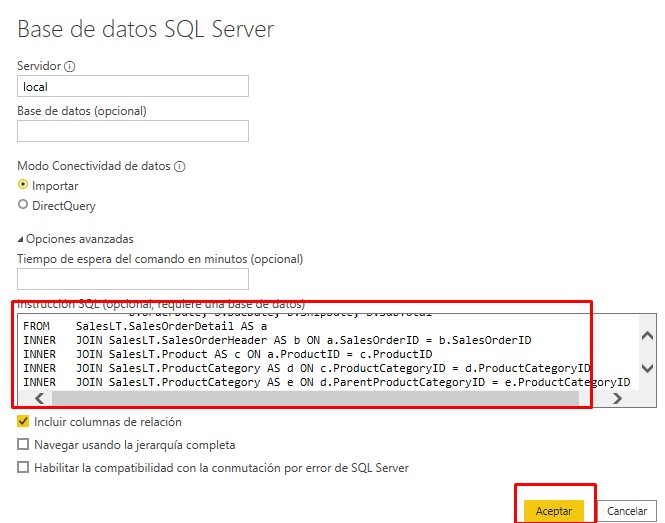 Base de datos SQL Server
Servidor
local
Base de datos (opcional)
Modo Conectividad de datos
Importar
DirectQuery
Opciones avanzadas
Tiempo de espera del comando en minutos (opcional)
Instrucción SQL (opcional, requiere una base de datos)
FROM SalesLT.SalesOrderDetail AS a
INNER JOIN SalesLT.SalesOrderHeader AS b ON a.SalesOrderID = b.SalesOrderID
INNER JOIN SalesLT.Product AS c ON a.ProductID = c.ProductID
INNER JOIN SalesLT.ProductCategory AS d ON c.ProductCategoryID = d.ProductCategoryID
INNER JOIN SalesLT.ProductCategory AS e ON d.ParentProductCategoryID = e.ProductCategoryID
Incluir columnas de relación
Navegar usando la jerarquía completa
Habilitar la compatibilidad con la conmutación por error de SQL Server
Aceptar Cancelar